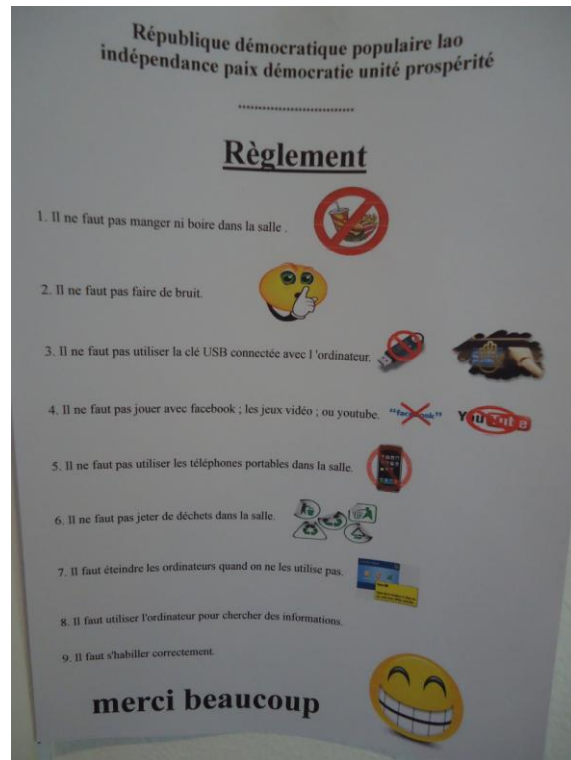 République démocratique populaire lao
indépendance paix démocratie unité prospérité
.............................
Règlement
1. Il ne faut pas manger ni boire dans la salle .
2. Il ne faut pas faire de bruit.
3. Il ne faut pas utiliser la clé USB connectée avec l 'ordinateur.
4. Il ne faut pas jouer avec facebook ; les jeux vidéo ; ou youtube. "facebook" YouTube
5. Il ne faut pas utiliser les téléphones portables dans la salle.
6. Il ne faut pas jeter de déchets dans la salle.
7. Il faut éteindre les ordinateurs quand on ne les utilise pas.
8. Il faut utiliser l'ordinateur pour chercher des informations.
9. Il faut s'habiller correctement.
merci beaucoup